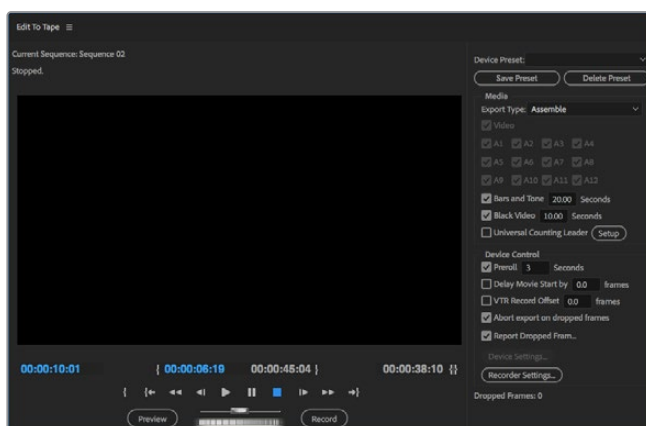 Edit To Tape
Current Sequence: Sequence 02
Stopped.
00:00:10:01
{ 00:00:06:19
00:00:45:04 }
00:00:38:10 {}
Preview
Record
Device Preset:
Save Preset
Delete Preset
Media
Export Type: Assemble
Video
A1 A2 A3 A4
A5 A6 A7 A8
A9 A10 A11 A12
Bars and Tone 20.00 Seconds
Black Video 10.00 Seconds
Universal Counting Leader Setup
Device Control
Preroll 3 Seconds
Delay Movie Start by 0.0 frames
VTR Record Offset 0.0 frames
Abort export on dropped frames
Report Dropped Fram...
Device Settings...
Recorder Settings...
Dropped Frames: 0